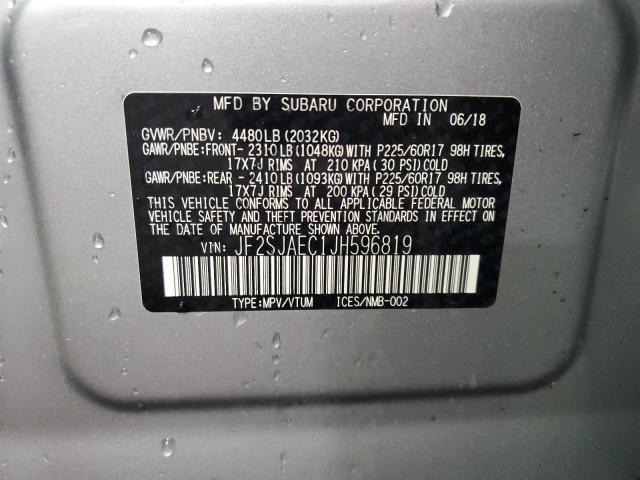 MFD BY SUBARU CORPORATION
MFD IN 06/18
GVWR/PNBV: 4480LB(2032KG)
GAWR/PNBE:FRONT-2310LB(1048KG)WITH P225/60R17 98H TIRES,
17X7J RIMS AT 210 KPA(30 PSI)COLD
GAWR/PNBE:REAR -2410LB(1093KG)WITH P225/60R17 98H TIRES,
17X7J RIMS AT 200 KPA(29 PSI)COLD
THIS VEHICLE CONFORMS TO ALL APPLICABLE FEDERAL MOTOR
VEHICLE SAFETY AND THEFT PREVENTION STANDARDS IN EFFECT
ON THE DATE OF MANUFACTURE SHOWN ABOVE.
VIN: JF2SJAEC1JH596819
TYPE:MPV/VTUM ICES/NMB-002